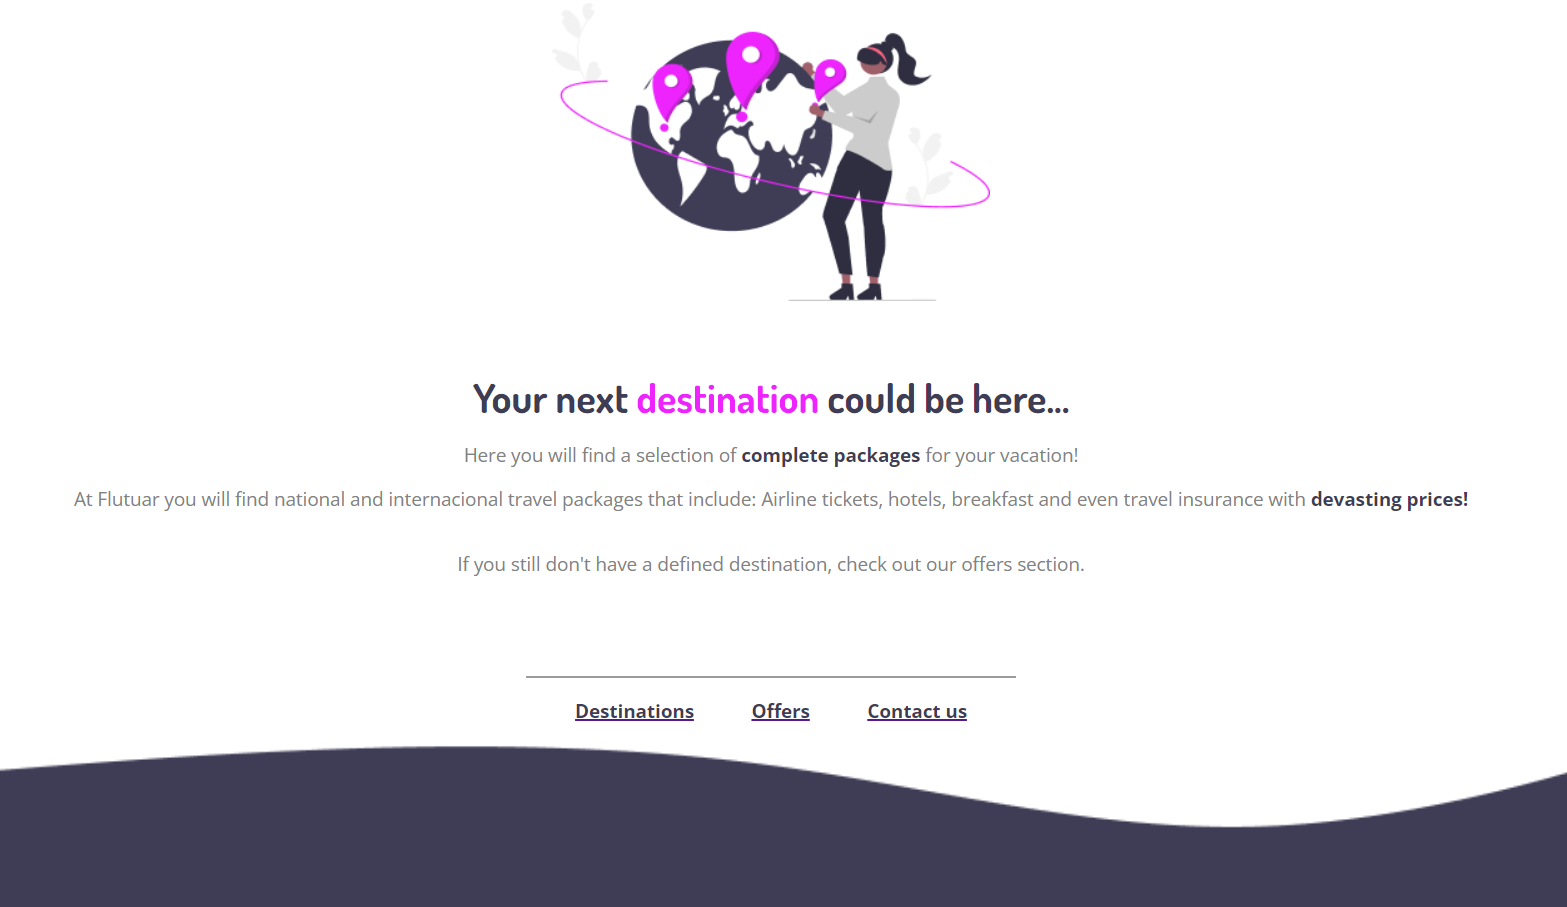 Your next destination could be here...
Here you will find a selection of complete packages for your vacation!
At Flutuar you will find national and internacional travel packages that include: Airline tickets, hotels, breakfast and even travel insurance with devasting prices!
If you still don't have a defined destination, check out our offers section.
Destinations Offers Contact us